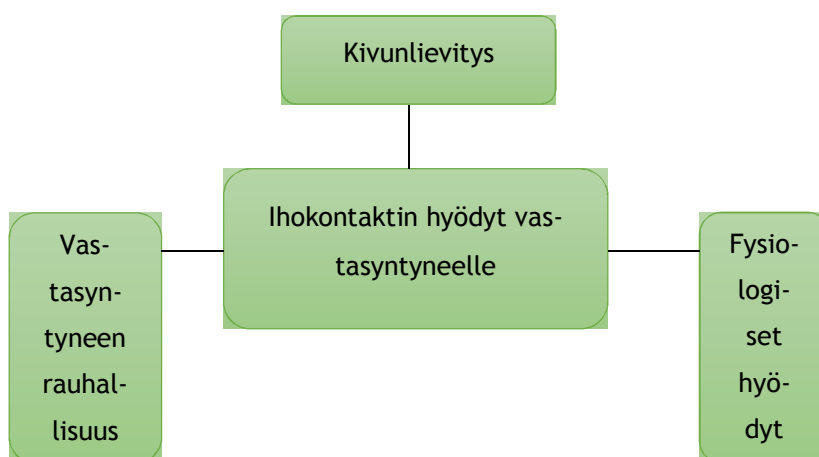 Kivunlievitys
Ihokontaktin hyödyt vas-
tasyntyneelle
Vas-
tasyn-
tyneen
rauhal-
lisuus
Fysio-
logi-
set
hyö-
dyt